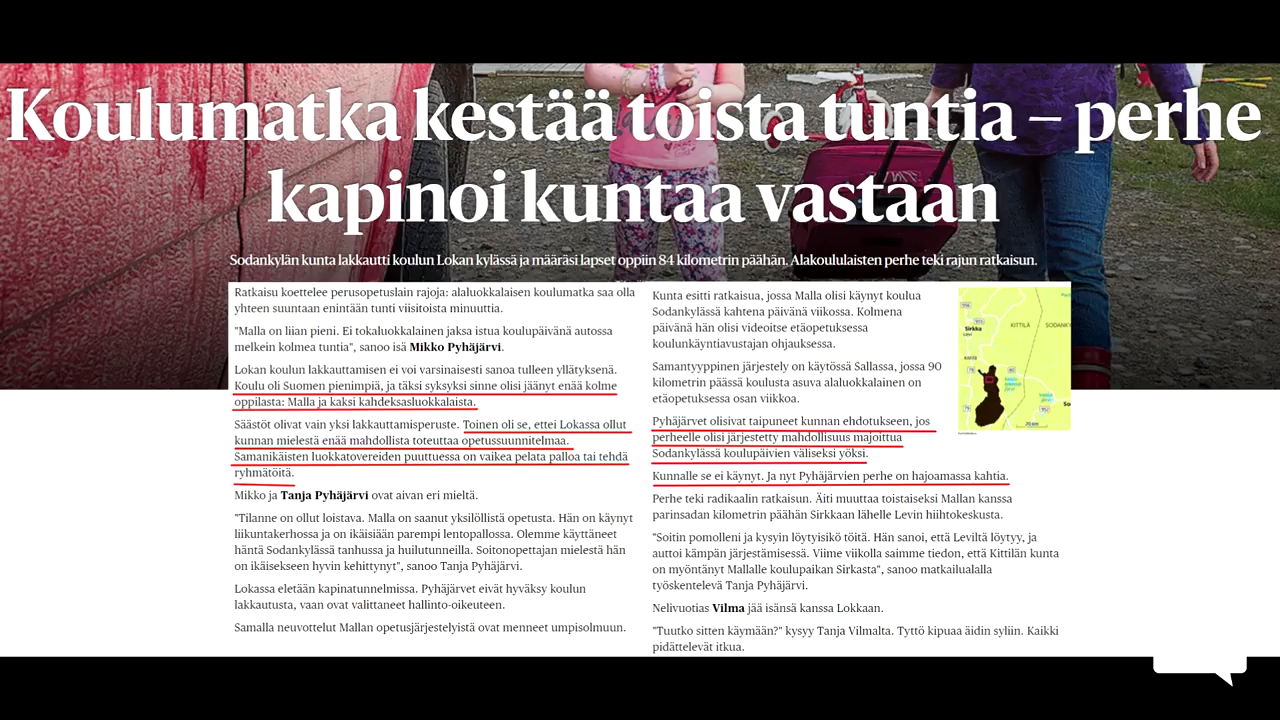 Koulumatka kestää toista tuntia – perhe
kapinoi kuntaa vastaan
Sodankylän kunta lakkautti koulun Lokan kylässä ja määräsi lapset oppiin 84 kilometrin päähän. Alakoululaisten perhe teki rajun ratkaisun.
Ratkaisu koettelee perusopetuslain rajoja: alaluokkalaisen koulumatka saa olla
yhteen suuntaan enintään tunti viisitoista minuuttia.
"Malla on liian pieni. Ei tokaluokkalainen jaksa istua koulupäivänä autossa
melkein kolmea tuntia", sanoo isä Mikko Pyhäjärvi.
Lokan koulun lakkauttamisen ei voi varsinaisesti sanoa tulleen yllätyksenä.
Koulu oli Suomen pienimpiä, ja täksi syksyksi sinne olisi jäänyt enää kolme
oppilasta: Malla ja kaksi kahdeksasluokkalaista.
Säästöt olivat vain yksi lakkauttamisperuste. Toinen oli se, ettei Lokassa ollut
kunnan mielestä enää mahdollista toteuttaa opetussuunnitelmaa.
Samanikäisten luokkatovereiden puuttuessa on vaikea pelata palloa tai tehdä
ryhmätöitä.
Mikko ja Tanja Pyhäjärvi ovat aivan eri mieltä.
"Tilanne on ollut loistava. Malla on saanut yksilöllistä opetusta. Hän on käynyt
liikuntakerhossa ja on ikäisiään parempi lentopallossa. Olemme käyttäneet
häntä Sodankylässä tanhussa ja huilutunneilla. Soitonopettajan mielestä hän
on ikäisekseen hyvin kehittynyt", sanoo Tanja Pyhäjärvi.
Lokassa eletään kapinatunnelmissa. Pyhäjärvet eivät hyväksy koulun
lakkautusta, vaan ovat valittaneet hallinto-oikeuteen.
Samalla neuvottelut Mallan opetusjärjestelyistä ovat menneet umpisolmuun.
Kunta esitti ratkaisua, jossa Malla olisi käynyt koulua
Sodankylässä kahtena päivänä viikossa. Kolmena
päivänä hän olisi videoitse etäopetuksessa
koulunkäyntiavustajan ohjauksessa.
Samantyyppinen järjestely on käytössä Sallassa, jossa 90
kilometrin päässä koulusta asuva alaluokkalainen on
etäopetuksessa osan viikkoa.
Pyhäjärvet olisivat taipuneet kunnan ehdotukseen, jos
perheelle olisi järjestetty mahdollisuus majoittua
Sodankylässä koulupäivien väliseksi yöksi.
Kunnalle se ei käynyt. Ja nyt Pyhäjärvien perhe on hajoamassa kahtia.
Perhe teki radikaalin ratkaisun. Äiti muuttaa toistaiseksi Mallan kanssa
parinsadan kilometrin päähän Sirkkaan lähelle Levin hiihtokeskusta.
"Soitin pomolleni ja kysyin löytyisikö töitä. Hän sanoi, että Leviltä löytyy, ja
auttoi kämpän järjestämisessä. Viime viikolla saimme tiedon, että Kittilän kunta
on myöntänyt Mallalle koulupaikan Sirkasta", sanoo matkailualalla
työskentelevä Tanja Pyhäjärvi.
Nelivuotias Vilma jää isänsä kanssa Lokkaan.
"Tuutko sitten käymään?" kysyy Tanja Vilmalta. Tyttö kipuaa äidin syliin. Kaikki
pidättelevät itkua.
Sirkka
Levi
KITTILÄ
SODANKY
79
20 km